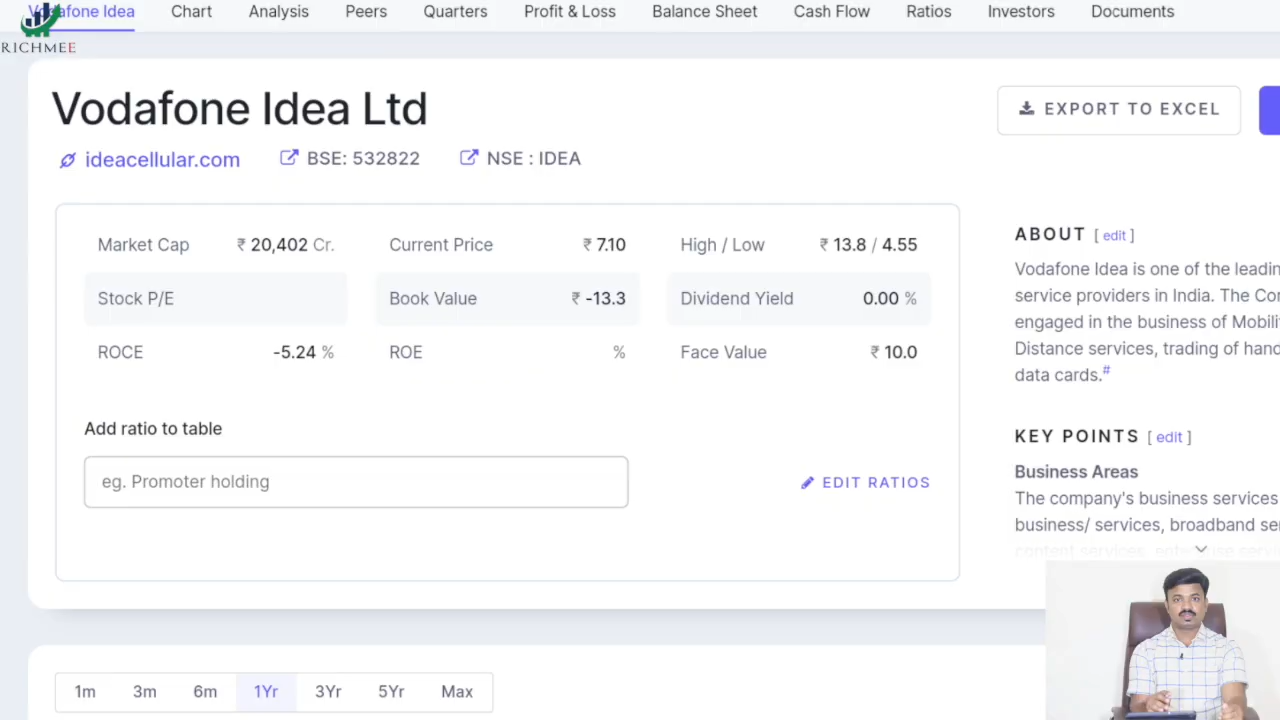 Vodafone Idea Chart Analysis Peers Quarters Profit & Loss Balance Sheet Cash Flow Ratios Investors Documents
RICHMEE
Vodafone Idea Ltd
EXPORT TO EXCEL
ideacellular.com BSE: 532822 NSE : IDEA
Market Cap ₹ 20,402 Cr. Current Price ₹ 7.10 High / Low ₹ 13.8 / 4.55
Stock P/E Book Value ₹ -13.3 Dividend Yield 0.00 %
ROCE -5.24 % ROE % Face Value ₹ 10.0
Add ratio to table
eg. Promoter holding
EDIT RATIOS
ABOUT [ edit ]
Vodafone Idea is one of the leadin
service providers in India. The Co
engaged in the business of Mobili
Distance services, trading of hand
data cards.#
KEY POINTS [ edit ]
Business Areas
The company's business services
business/ services, broadband se
content services,
1m 3m 6m 1Yr 3Yr 5Yr Max